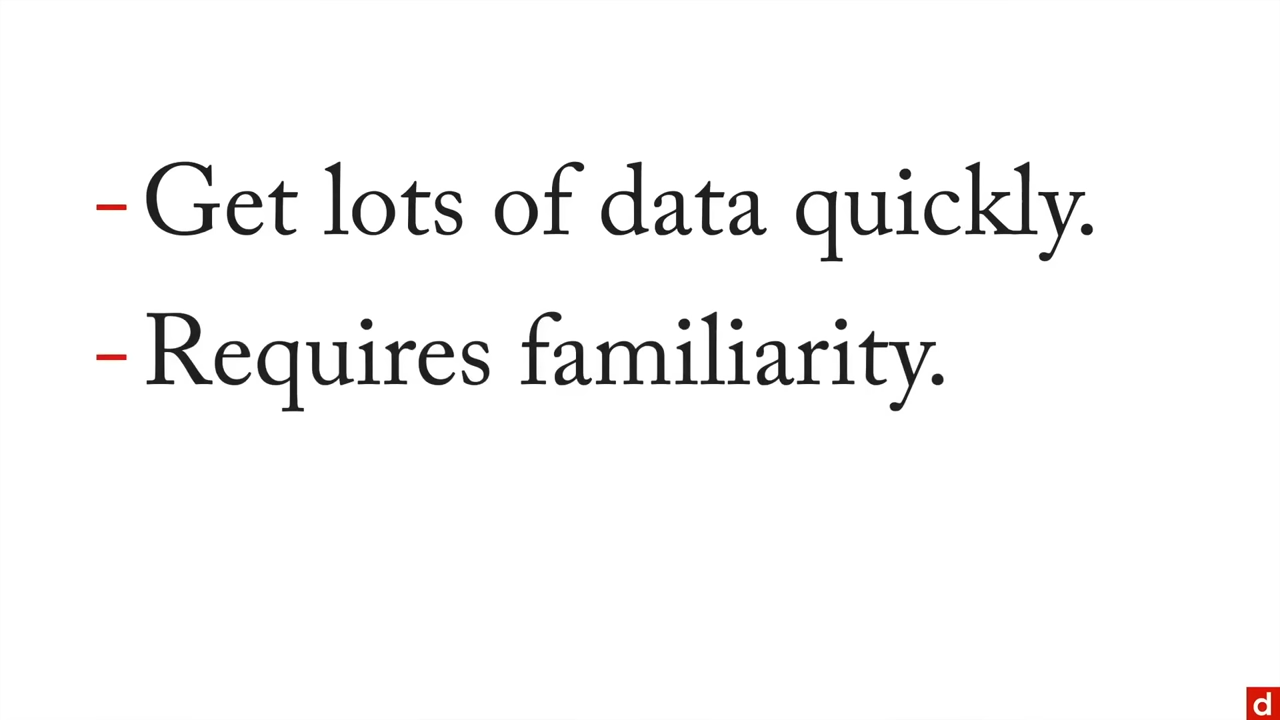 – Get lots of data quickly.
– Requires familiarity.
d